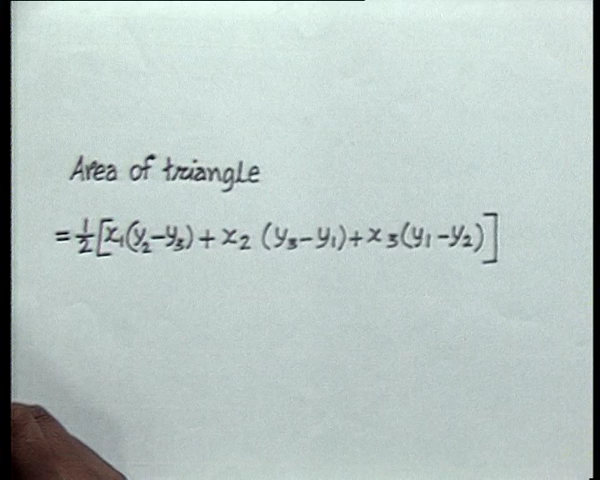 Area of triangle
= 1/2 [x₁(y₂-y₃) + x₂ (y₃-y₁) + x₃(y₁-y₂)]